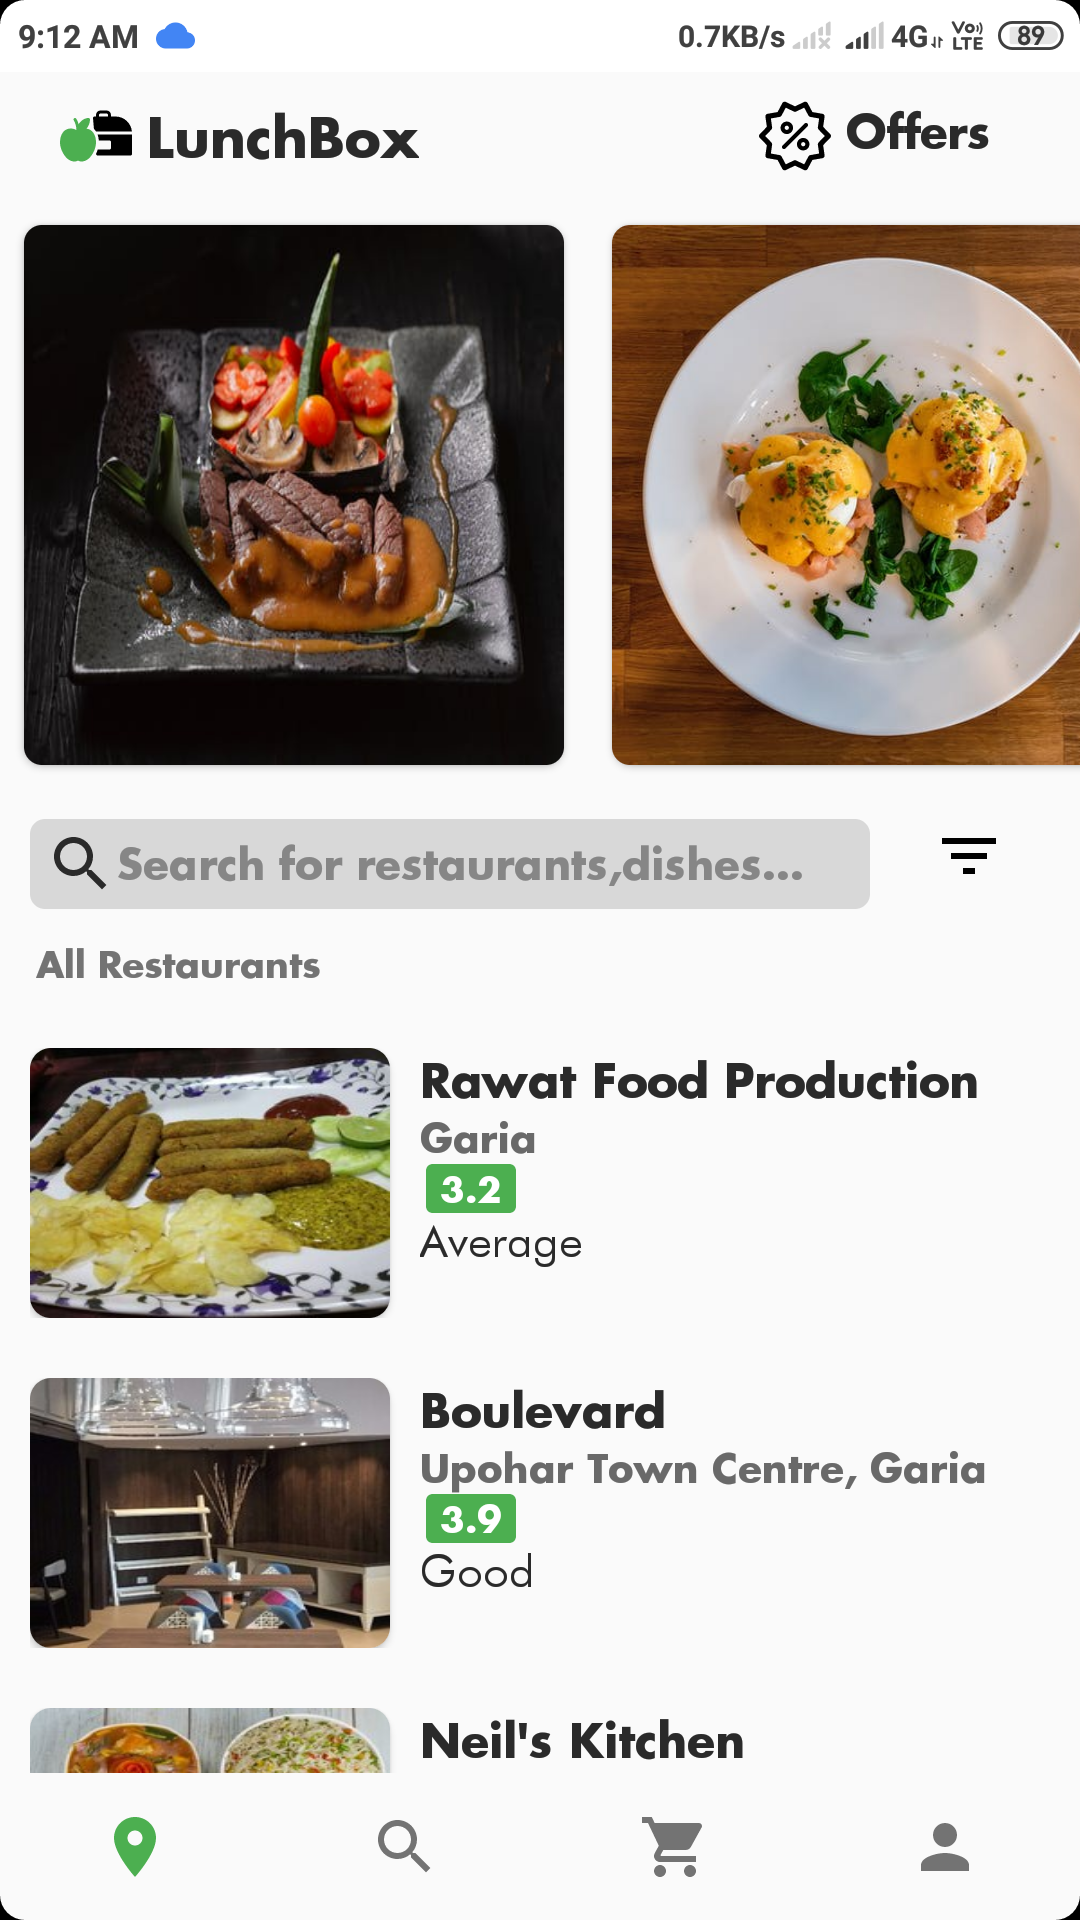 9:12 AM 0.7KB/s 4G Vo)) LTE 89
LunchBox Offers
Search for restaurants,dishes...
All Restaurants
Rawat Food Production
Garia
3.2
Average
Boulevard
Upohar Town Centre, Garia
3.9
Good
Neil's Kitchen